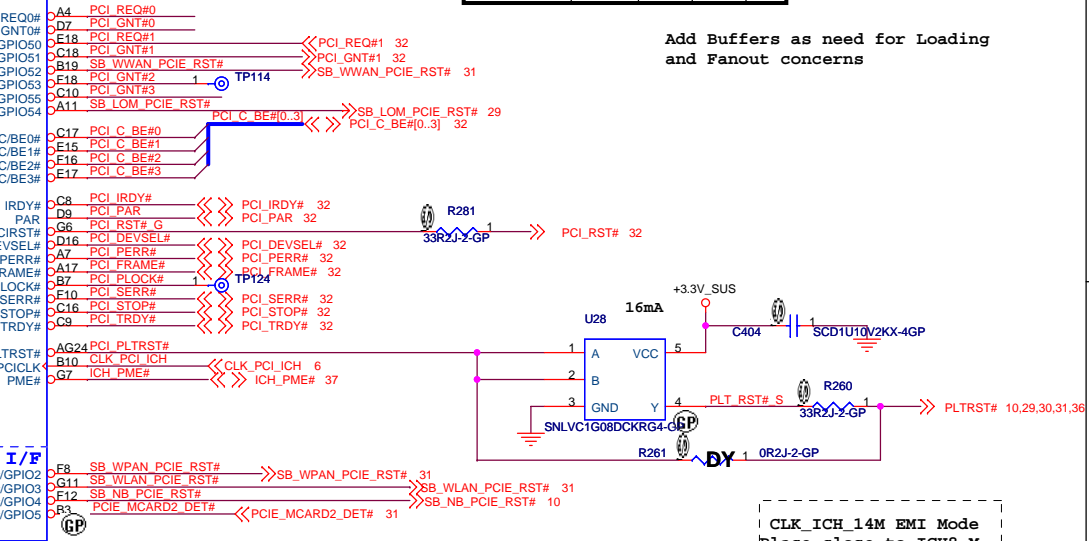 REQ0# A4 PCI_REQ#0
GNT0# D7 PCI_GNT#0
GPIO50 E18 PCI_REQ#1 PCI_REQ#1 32
GPIO51 C18 PCI_GNT#1 PCI_GNT#1 32
GPIO52 B19 SB_WWAN_PCIE_RST# SB_WWAN_PCIE_RST# 31
GPIO53 F18 PCI_GNT#2 1 TP114
GPIO55 C10 PCI_GNT#3
GPIO54 A11 SB_LOM_PCIE_RST# SB_LOM_PCIE_RST# 29
PCI_C_BE#[0..3] PCI_C_BE#[0..3] 32
C/BE0# C17 PCI_C_BE#0
C/BE1# E15 PCI_C_BE#1
C/BE2# F16 PCI_C_BE#2
C/BE3# E17 PCI_C_BE#3
Add Buffers as need for Loading
and Fanout concerns
IRDY# C8 PCI_IRDY# PCI_IRDY# 32
PAR D9 PCI_PAR PCI_PAR 32
CIRST# G6 PCI_RST#_G R281 1 33R2J-2-GP PCI_RST# 32
EVSEL# D16 PCI_DEVSEL# PCI_DEVSEL# 32
PERR# A7 PCI_PERR# PCI_PERR# 32
RAME# A17 PCI_FRAME# PCI_FRAME# 32
LOCK# B7 PCI_PLOCK# 1 TP124
SERR# F10 PCI_SERR# PCI_SERR# 32
STOP# C16 PCI_STOP# PCI_STOP# 32
TRDY# C9 PCI_TRDY# PCI_TRDY# 32
LTRST# AG24 PCI_PLTRST#
PCICLK B10 CLK_PCI_ICH CLK_PCI_ICH 6
PME# G7 ICH_PME# ICH_PME# 37
+3.3V_SUS
16mA
U28
C404 1 SCD1U10V2KX-4GP
1 A VCC 5
2 B
3 GND Y 4
SNLVC1G08DCKRG4-GP
GP
PLT_RST#_S R260 1 33R2J-2-GP PLTRST# 10,29,30,31,36
R261 DY 1 0R2J-2-GP
I/F
/GPIO2 F8 SB_WPAN_PCIE_RST# SB_WPAN_PCIE_RST# 31
/GPIO3 G11 SB_WLAN_PCIE_RST# SB_WLAN_PCIE_RST# 31
/GPIO4 F12 SB_NB_PCIE_RST# SB_NB_PCIE_RST# 10
/GPIO5 B3 PCIE_MCARD2_DET# PCIE_MCARD2_DET# 31
GP
CLK_ICH_14M EMI Mode
Place close to ICH8-M